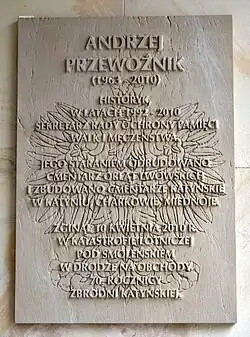 ANDRZEJ
PRZEWOŹNIK
(1963 - 2010)
HISTORYK,
W LATACH 1992 - 2010
SEKRETARZ RADY OCHRONY PAMIĘCI
WALK I MĘCZEŃSTWA.
JEGO STARANIEM ODBUDOWANO
CMENTARZ ORLĄT LWOWSKICH
I ZBUDOWANO CMENTARZE KATYŃSKIE
W KATYNIU, CHARKOWIE, MIEDNOJE.
ZGINĄŁ 10 KWIETNIA 2010 R.
W KATASTROFIE LOTNICZEJ
POD SMOLEŃSKIEM
W DRODZE NA OBCHODY
70. ROCZNICY
ZBRODNI KATYŃSKIEJ.